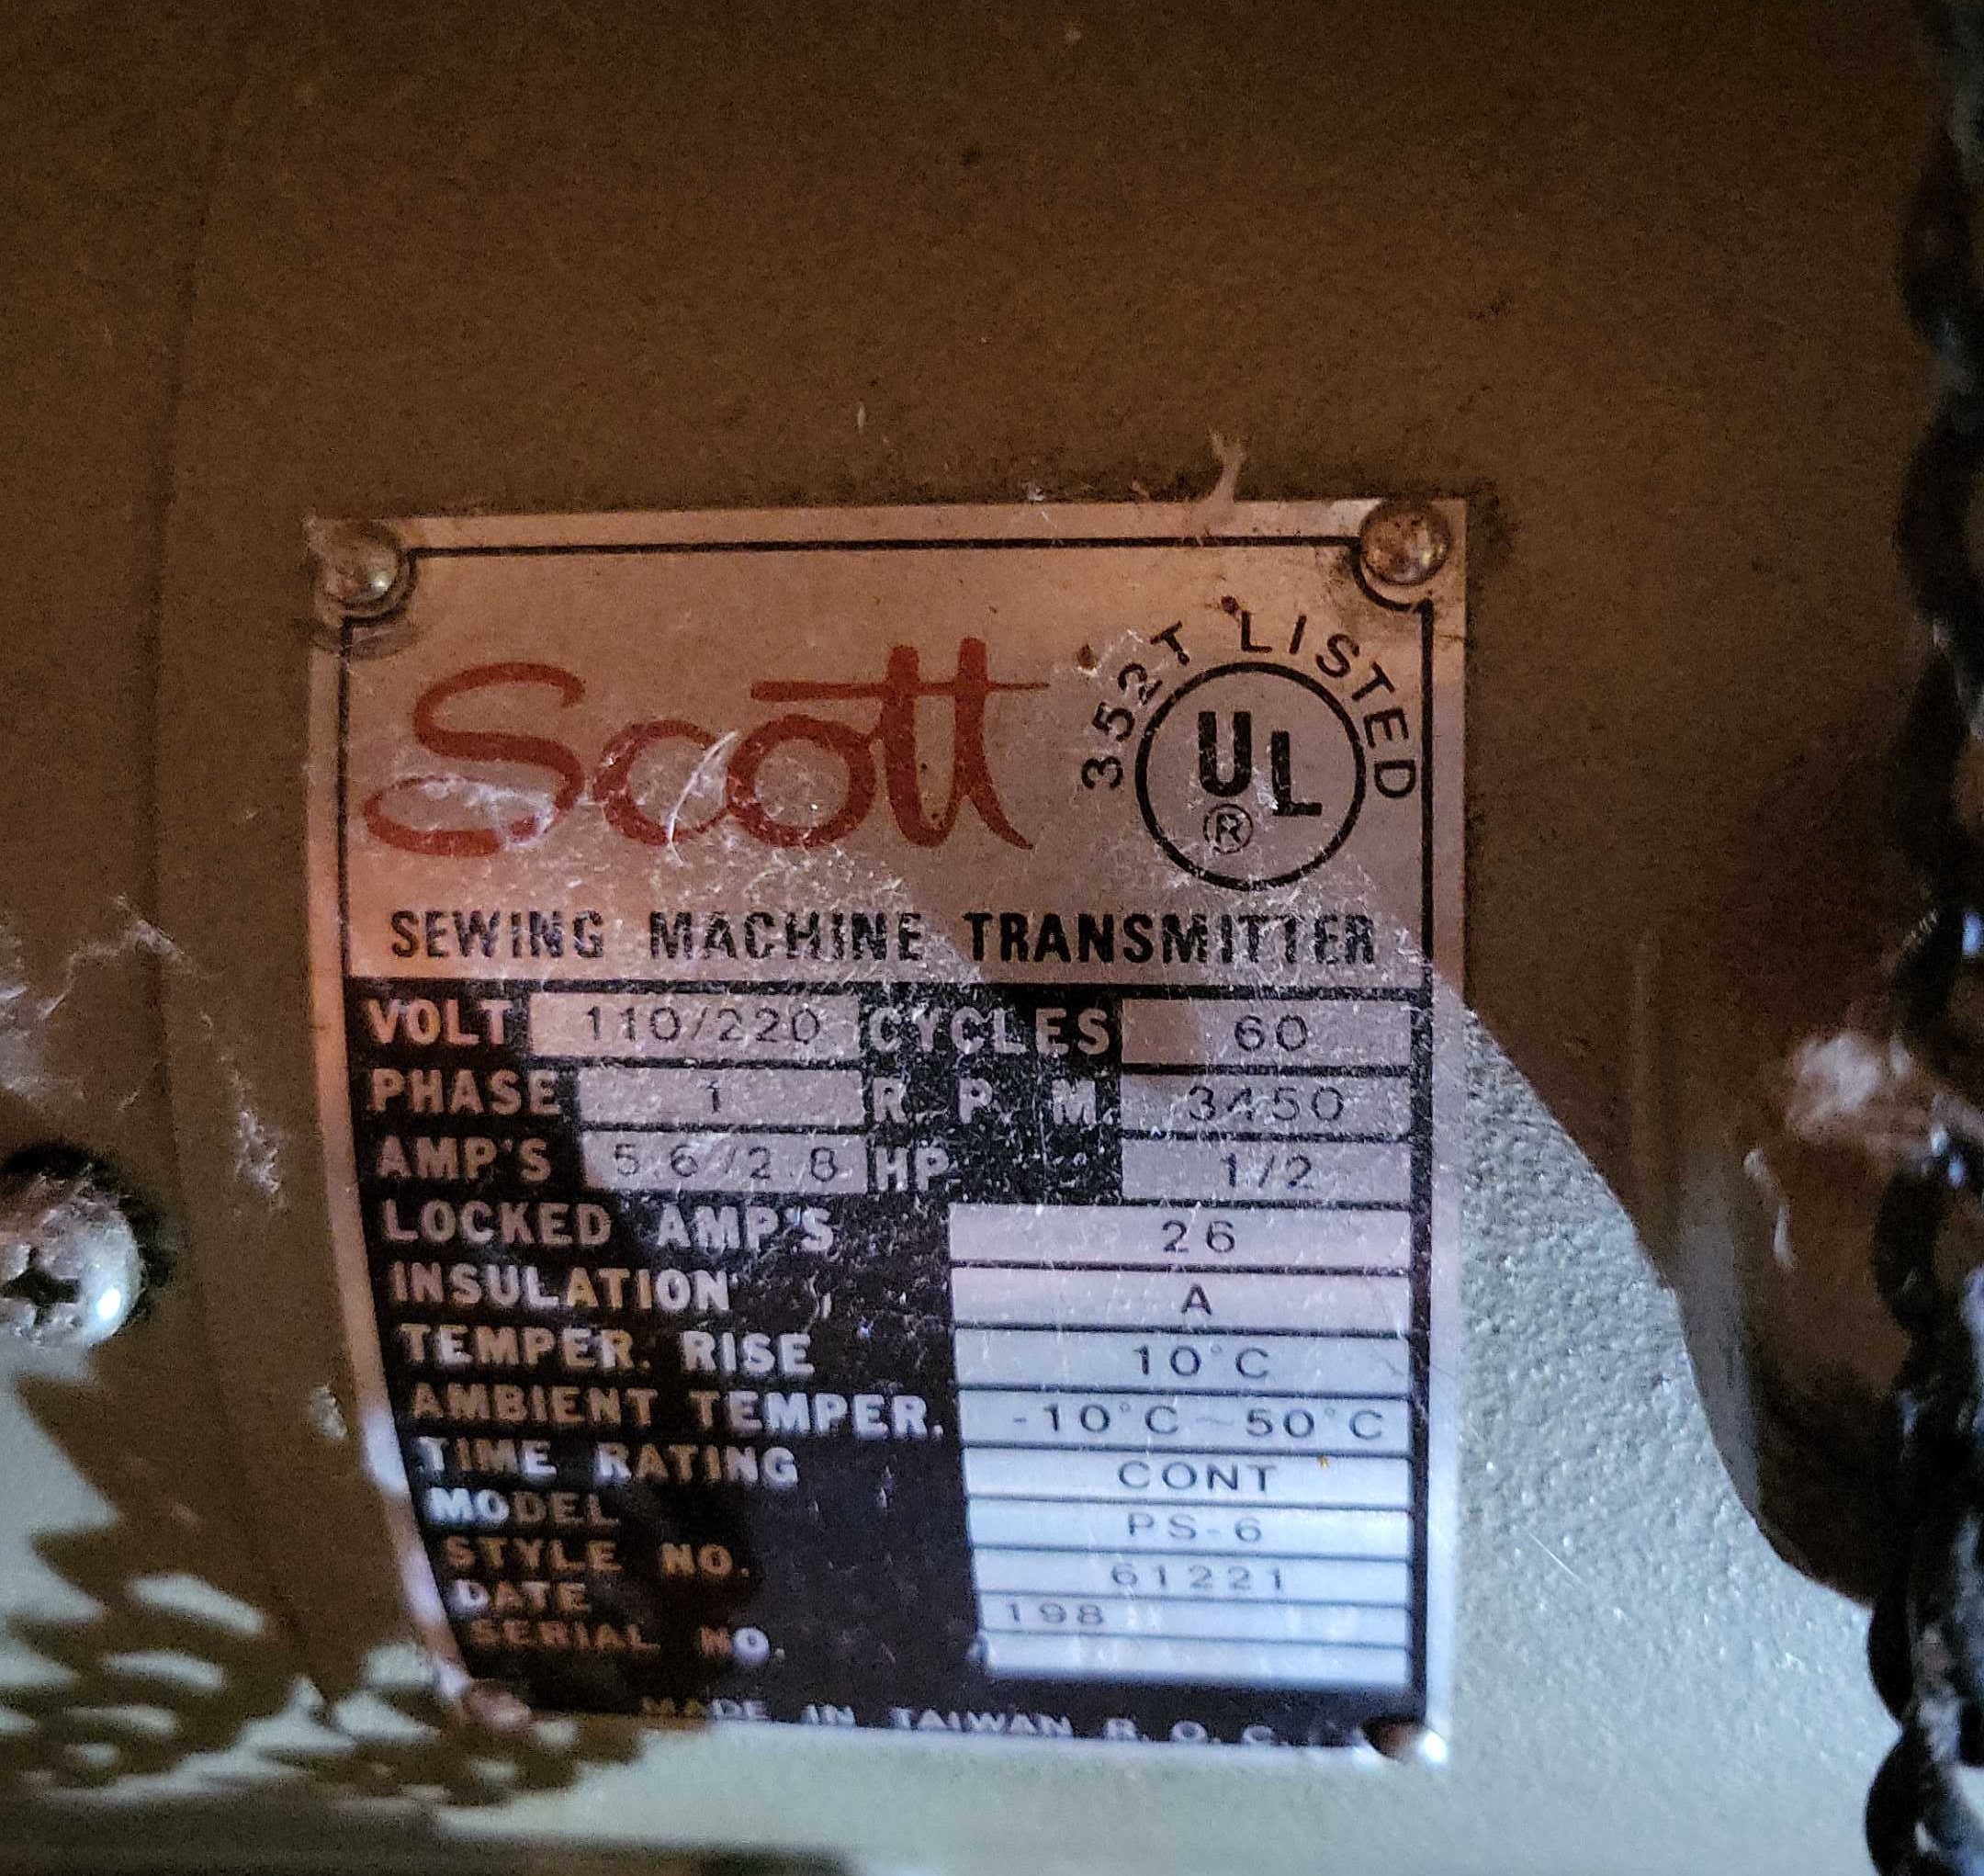 Scott
352T LISTED
UL
®
SEWING MACHINE TRANSMITTER
VOLT 110/220 CYCLES 60
PHASE 1 R. P. M. 3450
AMP'S 5.6/2.8 HP 1/2
LOCKED AMP'S 26
INSULATION A
TEMPER. RISE 10°C
AMBIENT TEMPER. -10°C~50°C
TIME RATING CONT
MODEL PS-6
STYLE NO. 61221
DATE 198
SERIAL NO.
MADE IN TAIWAN R. O. C.